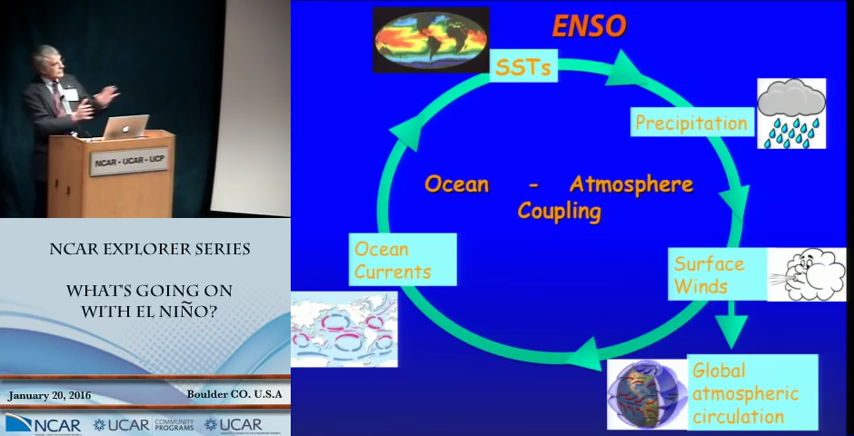 NCAR - UCAR - UCP
NCAR EXPLORER SERIES
WHAT'S GOING ON
WITH EL NIÑO?
January 20, 2016
Boulder CO. U.S.A
NCAR
UCAR
COMMUNITY
PROGRAMS
UCAR
ENSO
SSTs
Precipitation
Ocean - Atmosphere
Coupling
Ocean
Currents
Surface
Winds
Global
atmospheric
circulation